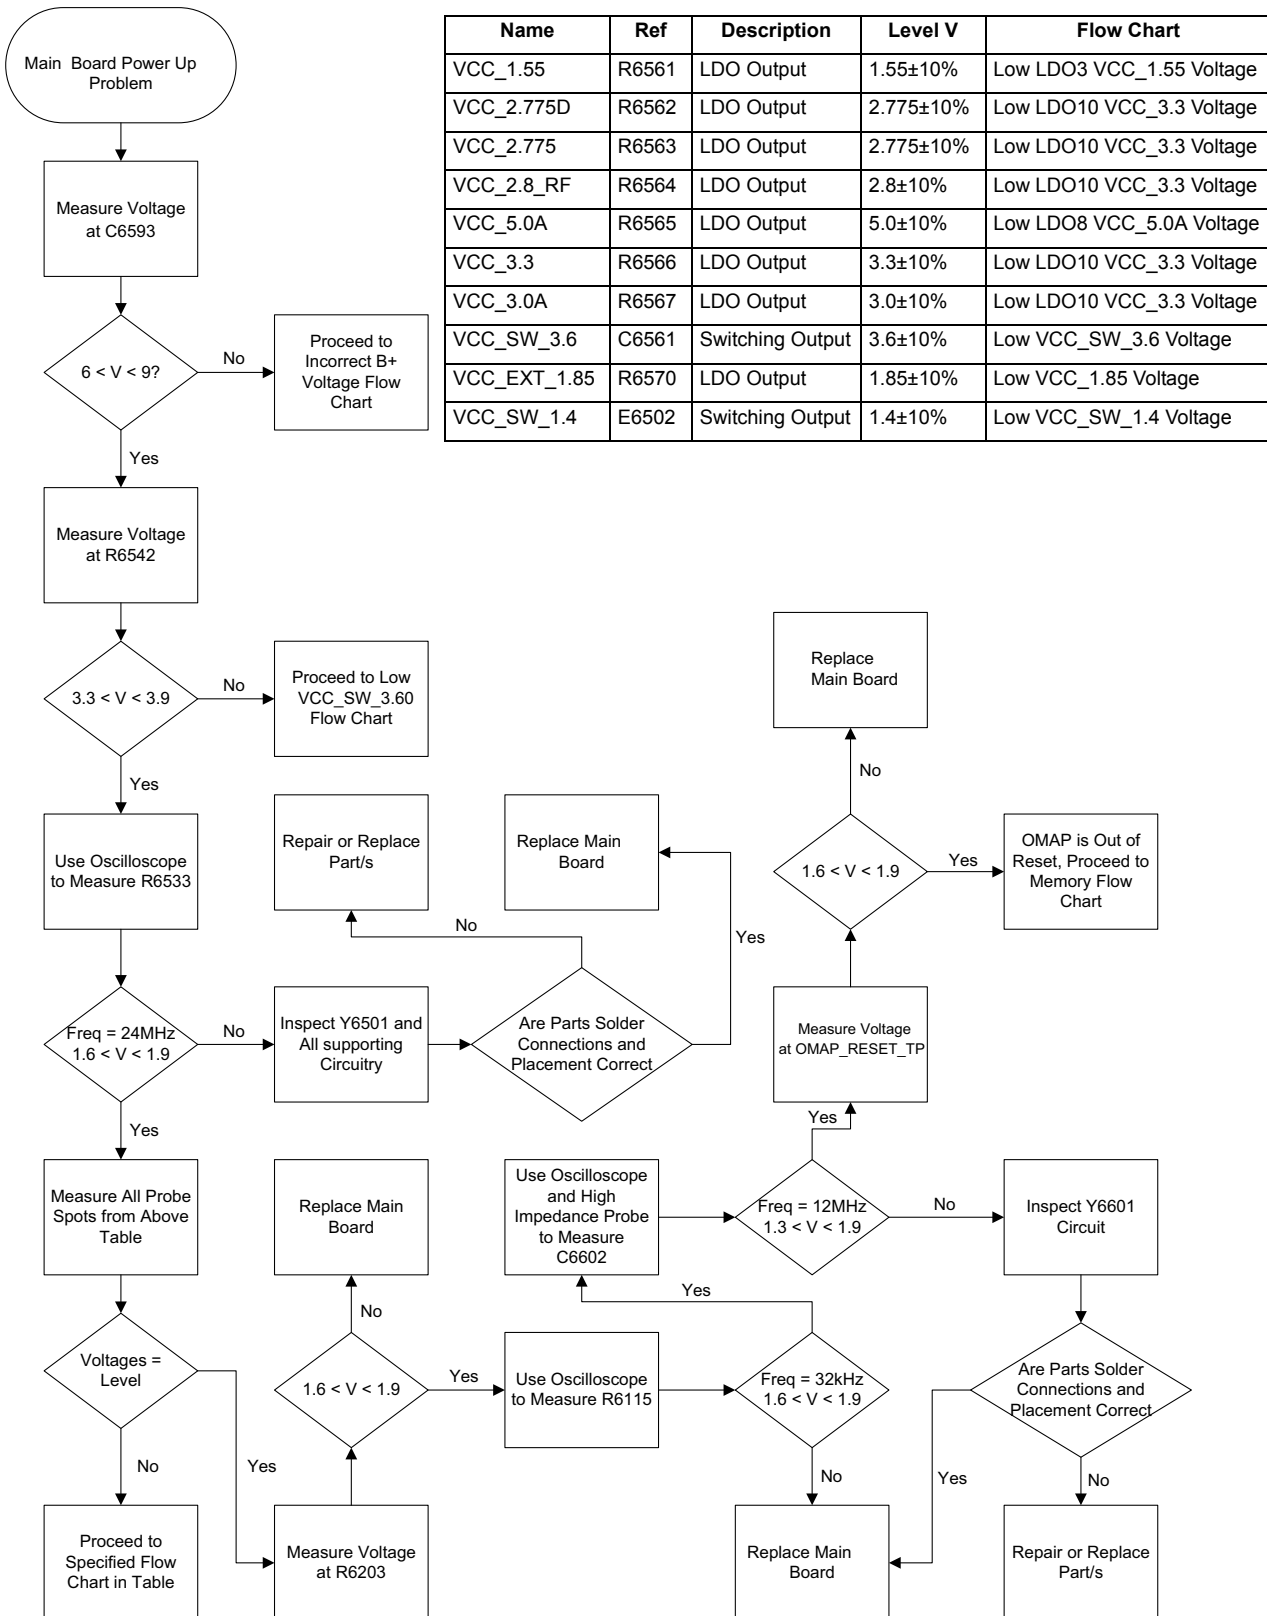 Main Board Power Up
Problem
Name Ref Description Level V Flow Chart
VCC_1.55 R6561 LDO Output 1.55±10% Low LDO3 VCC_1.55 Voltage
VCC_2.775D R6562 LDO Output 2.775±10% Low LDO10 VCC_3.3 Voltage
VCC_2.775 R6563 LDO Output 2.775±10% Low LDO10 VCC_3.3 Voltage
VCC_2.8_RF R6564 LDO Output 2.8±10% Low LDO10 VCC_3.3 Voltage
VCC_5.0A R6565 LDO Output 5.0±10% Low LDO8 VCC_5.0A Voltage
VCC_3.3 R6566 LDO Output 3.3±10% Low LDO10 VCC_3.3 Voltage
VCC_3.0A R6567 LDO Output 3.0±10% Low LDO10 VCC_3.3 Voltage
VCC_SW_3.6 C6561 Switching Output 3.6±10% Low VCC_SW_3.6 Voltage
VCC_EXT_1.85 R6570 LDO Output 1.85±10% Low VCC_1.85 Voltage
VCC_SW_1.4 E6502 Switching Output 1.4±10% Low VCC_SW_1.4 Voltage
Measure Voltage
at C6593
6 < V < 9?
No
Proceed to
Incorrect B+
Voltage Flow
Chart
Yes
Measure Voltage
at R6542
3.3 < V < 3.9
No
Proceed to Low
VCC_SW_3.60
Flow Chart
Yes
Use Oscilloscope
to Measure R6533
Freq = 24MHz
1.6 < V < 1.9
No
Inspect Y6501 and
All supporting
Circuitry
Are Parts Solder
Connections and
Placement Correct
No
Repair or Replace
Part/s
Yes
Replace Main
Board
Yes
Measure All Probe
Spots from Above
Table
Voltages =
Level
No
Proceed to
Specified Flow
Chart in Table
Yes
Measure Voltage
at R6203
1.6 < V < 1.9
No
Replace Main
Board
Yes
Use Oscilloscope
to Measure R6115
Freq = 32kHz
1.6 < V < 1.9
No
Replace Main
Board
Yes
Use Oscilloscope
and High
Impedance Probe
to Measure
C6602
Freq = 12MHz
1.3 < V < 1.9
No
Inspect Y6601
Circuit
Are Parts Solder
Connections and
Placement Correct
Yes
No
Repair or Replace
Part/s
Yes
Measure Voltage
at OMAP_RESET_TP
1.6 < V < 1.9
No
Replace
Main Board
Yes
OMAP is Out of
Reset, Proceed to
Memory Flow
Chart